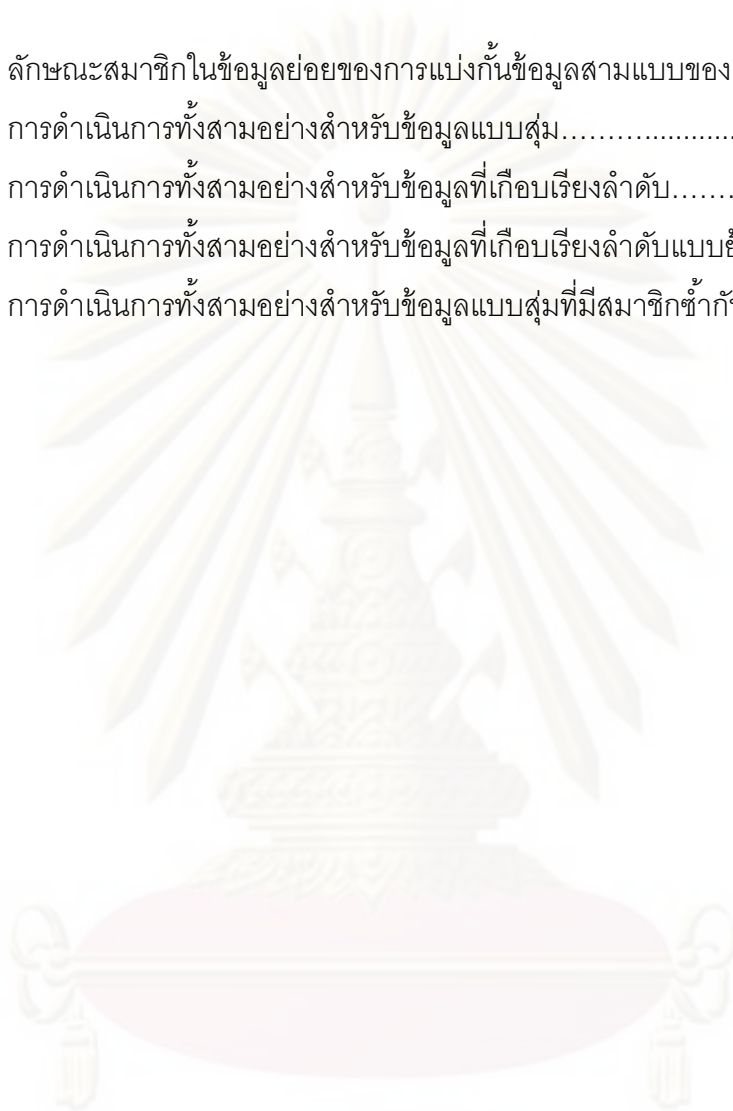 ลักษณะสมาชิกในข้อมูลย่อยของการแบ่งกั้นข้อมูลสามแบบของ
การดำเนินการทั้งสามอย่างสำหรับข้อมูลแบบสุ่ม……….............
การดำเนินการทั้งสามอย่างสำหรับข้อมูลที่เกือบเรียงลำดับ…….
การดำเนินการทั้งสามอย่างสำหรับข้อมูลที่เกือบเรียงลำดับแบบย้
การดำเนินการทั้งสามอย่างสำหรับข้อมูลแบบสุ่มที่มีสมาชิกซ้ำกั